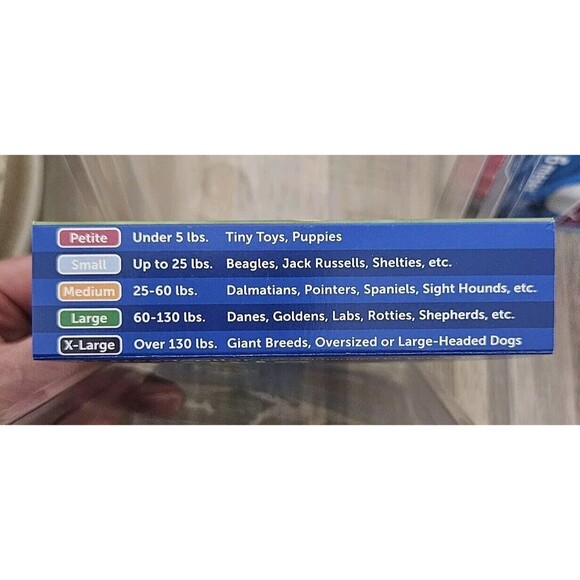 Petite Under 5 lbs. Tiny Toys, Puppies
Small Up to 25 lbs. Beagles, Jack Russells, Shelties, etc.
Medium 25-60 lbs. Dalmatians, Pointers, Spaniels, Sight Hounds, etc.
Large 60-130 lbs. Danes, Goldens, Labs, Rotties, Shepherds, etc.
X-Large Over 130 lbs. Giant Breeds, Oversized or Large-Headed Dogs